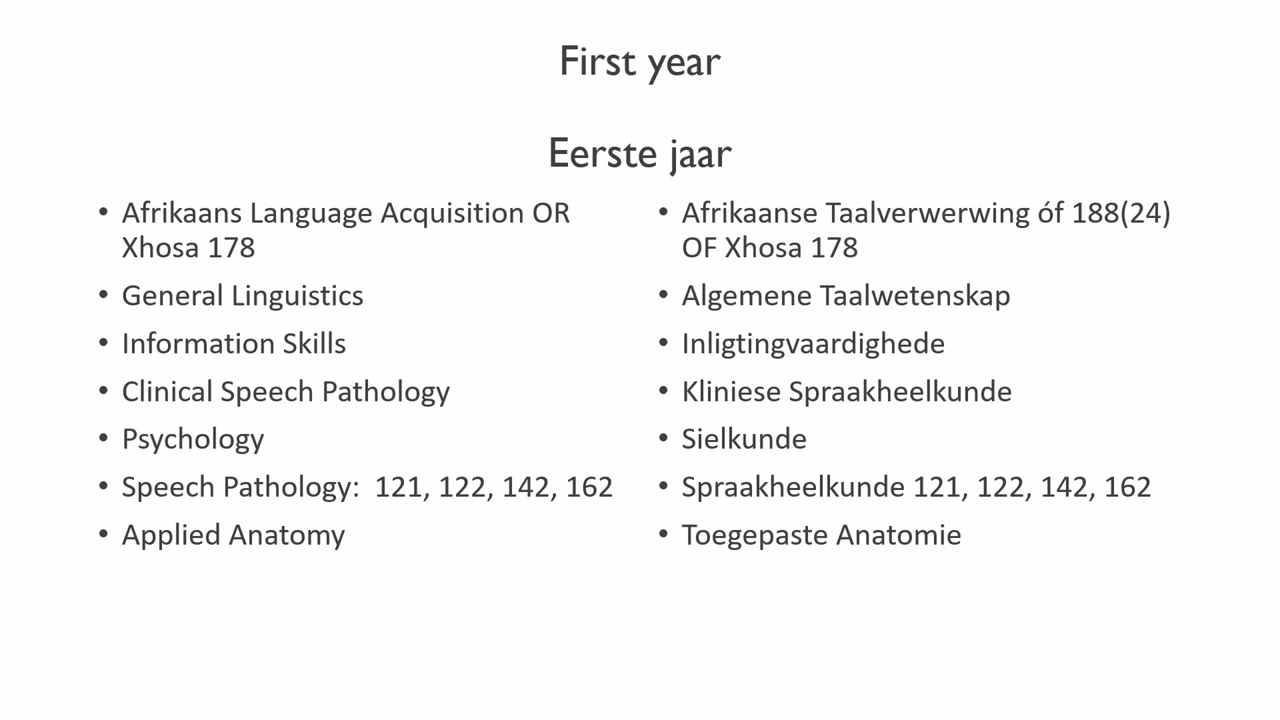 First year
Eerste jaar
• Afrikaans Language Acquisition OR
Xhosa 178
• General Linguistics
• Information Skills
• Clinical Speech Pathology
• Psychology
• Speech Pathology:  121, 122, 142, 162
• Applied Anatomy
• Afrikaanse Taalverwerwing óf 188(24)
OF Xhosa 178
• Algemene Taalwetenskap
• Inligtingvaardighede
• Kliniese Spraakheelkunde
• Sielkunde
• Spraakheelkunde 121, 122, 142, 162
• Toegepaste Anatomie